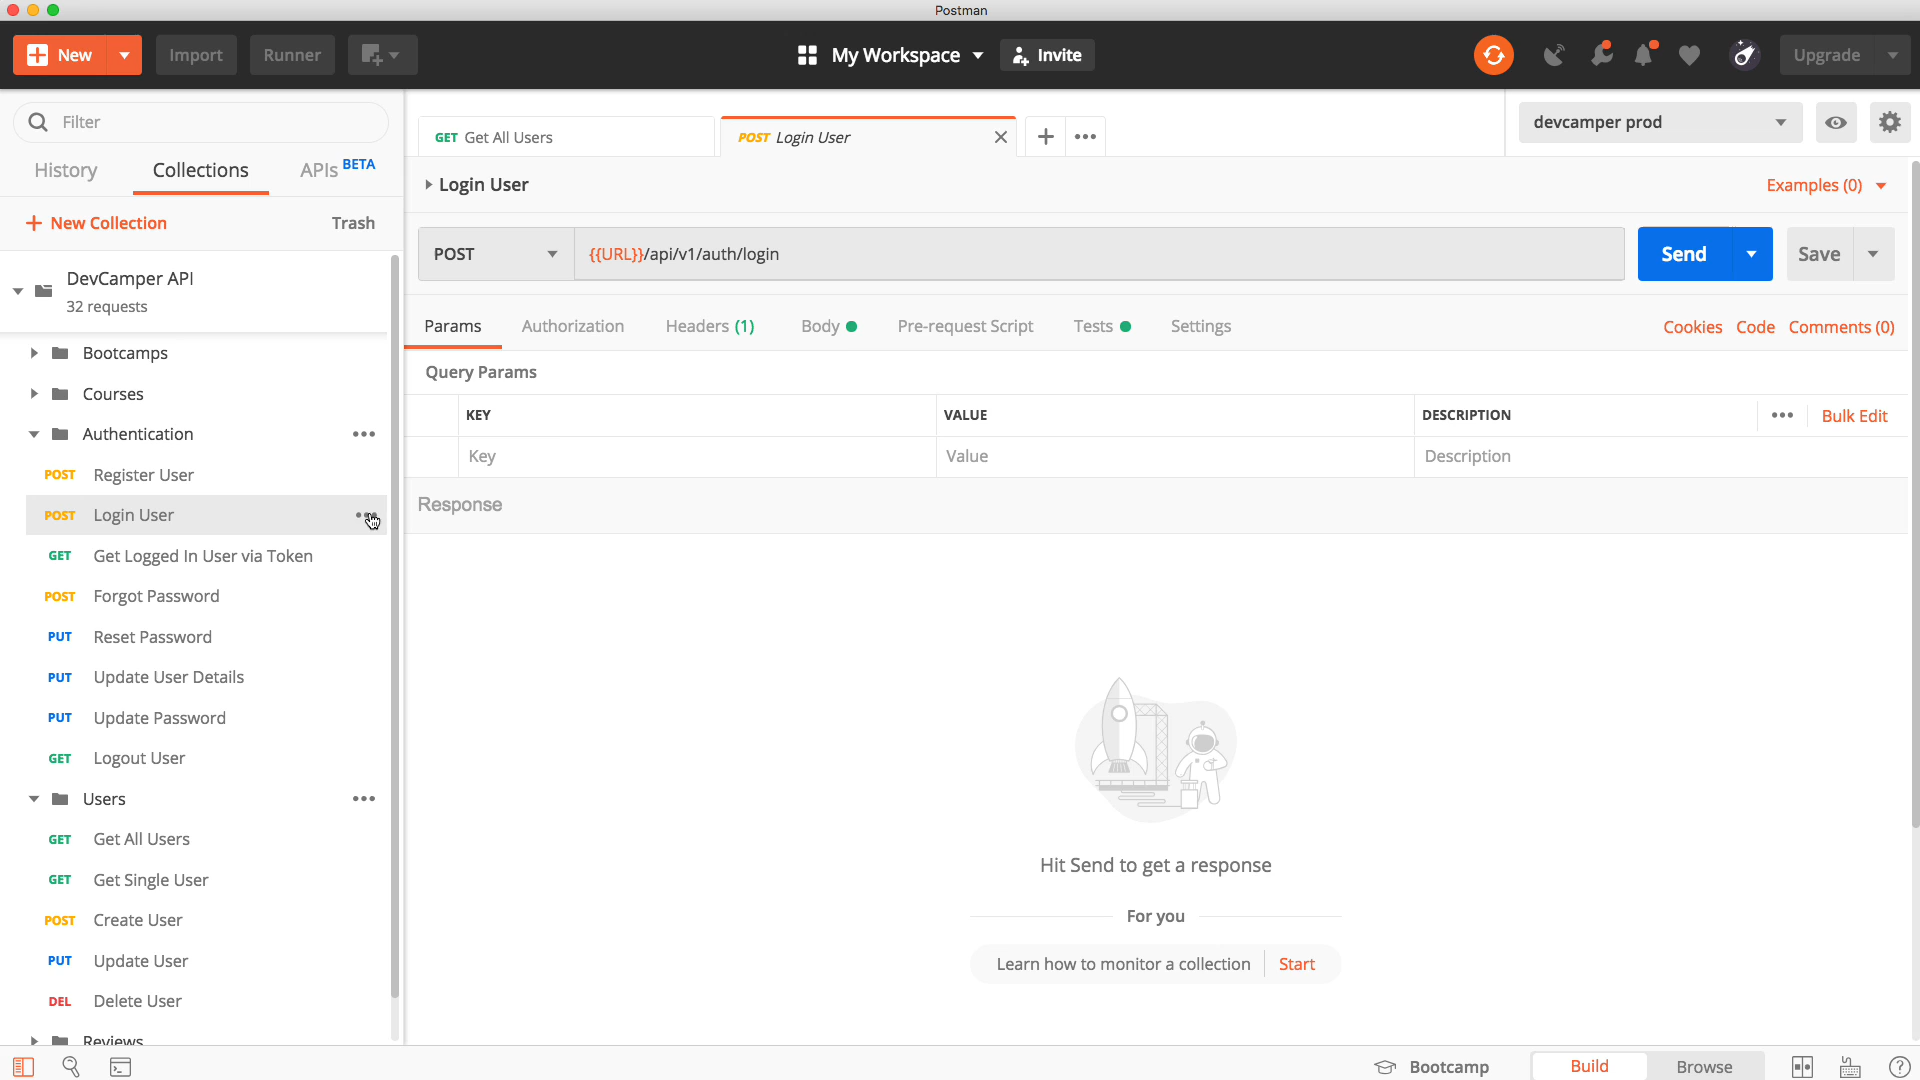 Postman
New
Import
Runner
My Workspace
Invite
Upgrade
Filter
History
Collections
APIs BETA
New Collection
Trash
DevCamper API
32 requests
Bootcamps
Courses
Authentication
POST Register User
POST Login User
GET Get Logged In User via Token
POST Forgot Password
PUT Reset Password
PUT Update User Details
PUT Update Password
GET Logout User
Users
GET Get All Users
GET Get Single User
POST Create User
PUT Update User
DEL Delete User
Reviews
GET Get All Users
POST Login User
devcamper prod
Login User
Examples (0)
POST
{{URL}}/api/v1/auth/login
Send
Save
Params
Authorization
Headers (1)
Body
Pre-request Script
Tests
Settings
Cookies
Code
Comments (0)
Query Params
KEY
VALUE
DESCRIPTION
Bulk Edit
Key
Value
Description
Response
Hit Send to get a response
For you
Learn how to monitor a collection
Start
Bootcamp
Build
Browse